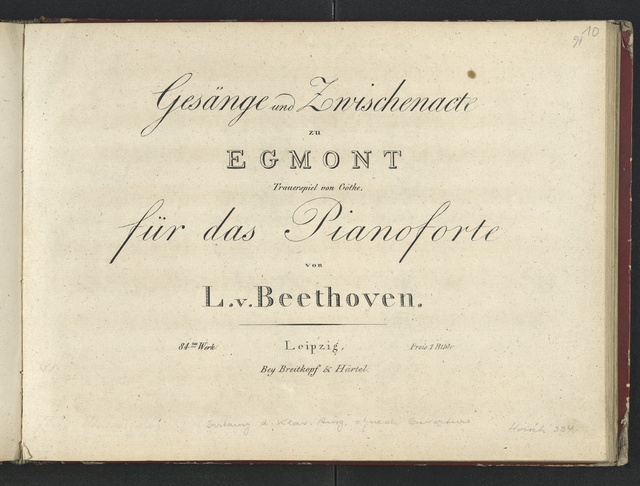 10
Gesänge und Zwischenacte
zu
EGMONT
Trauerspiel von Göthe.
für das Pianoforte
von
L.v.Beethoven.
84.tes Werk Leipzig. Preis 1 Rthlr
Bey Breitkopf & Härtel.